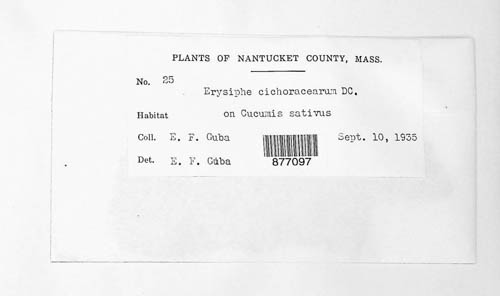 PLANTS OF NANTUCKET COUNTY, MASS.
No. 25
Erysiphe cichoracearum DC.
Habitat on Cucumis sativus
Coll. E. F. Guba Sept. 10, 1935
Det. E. F. Guba
877097